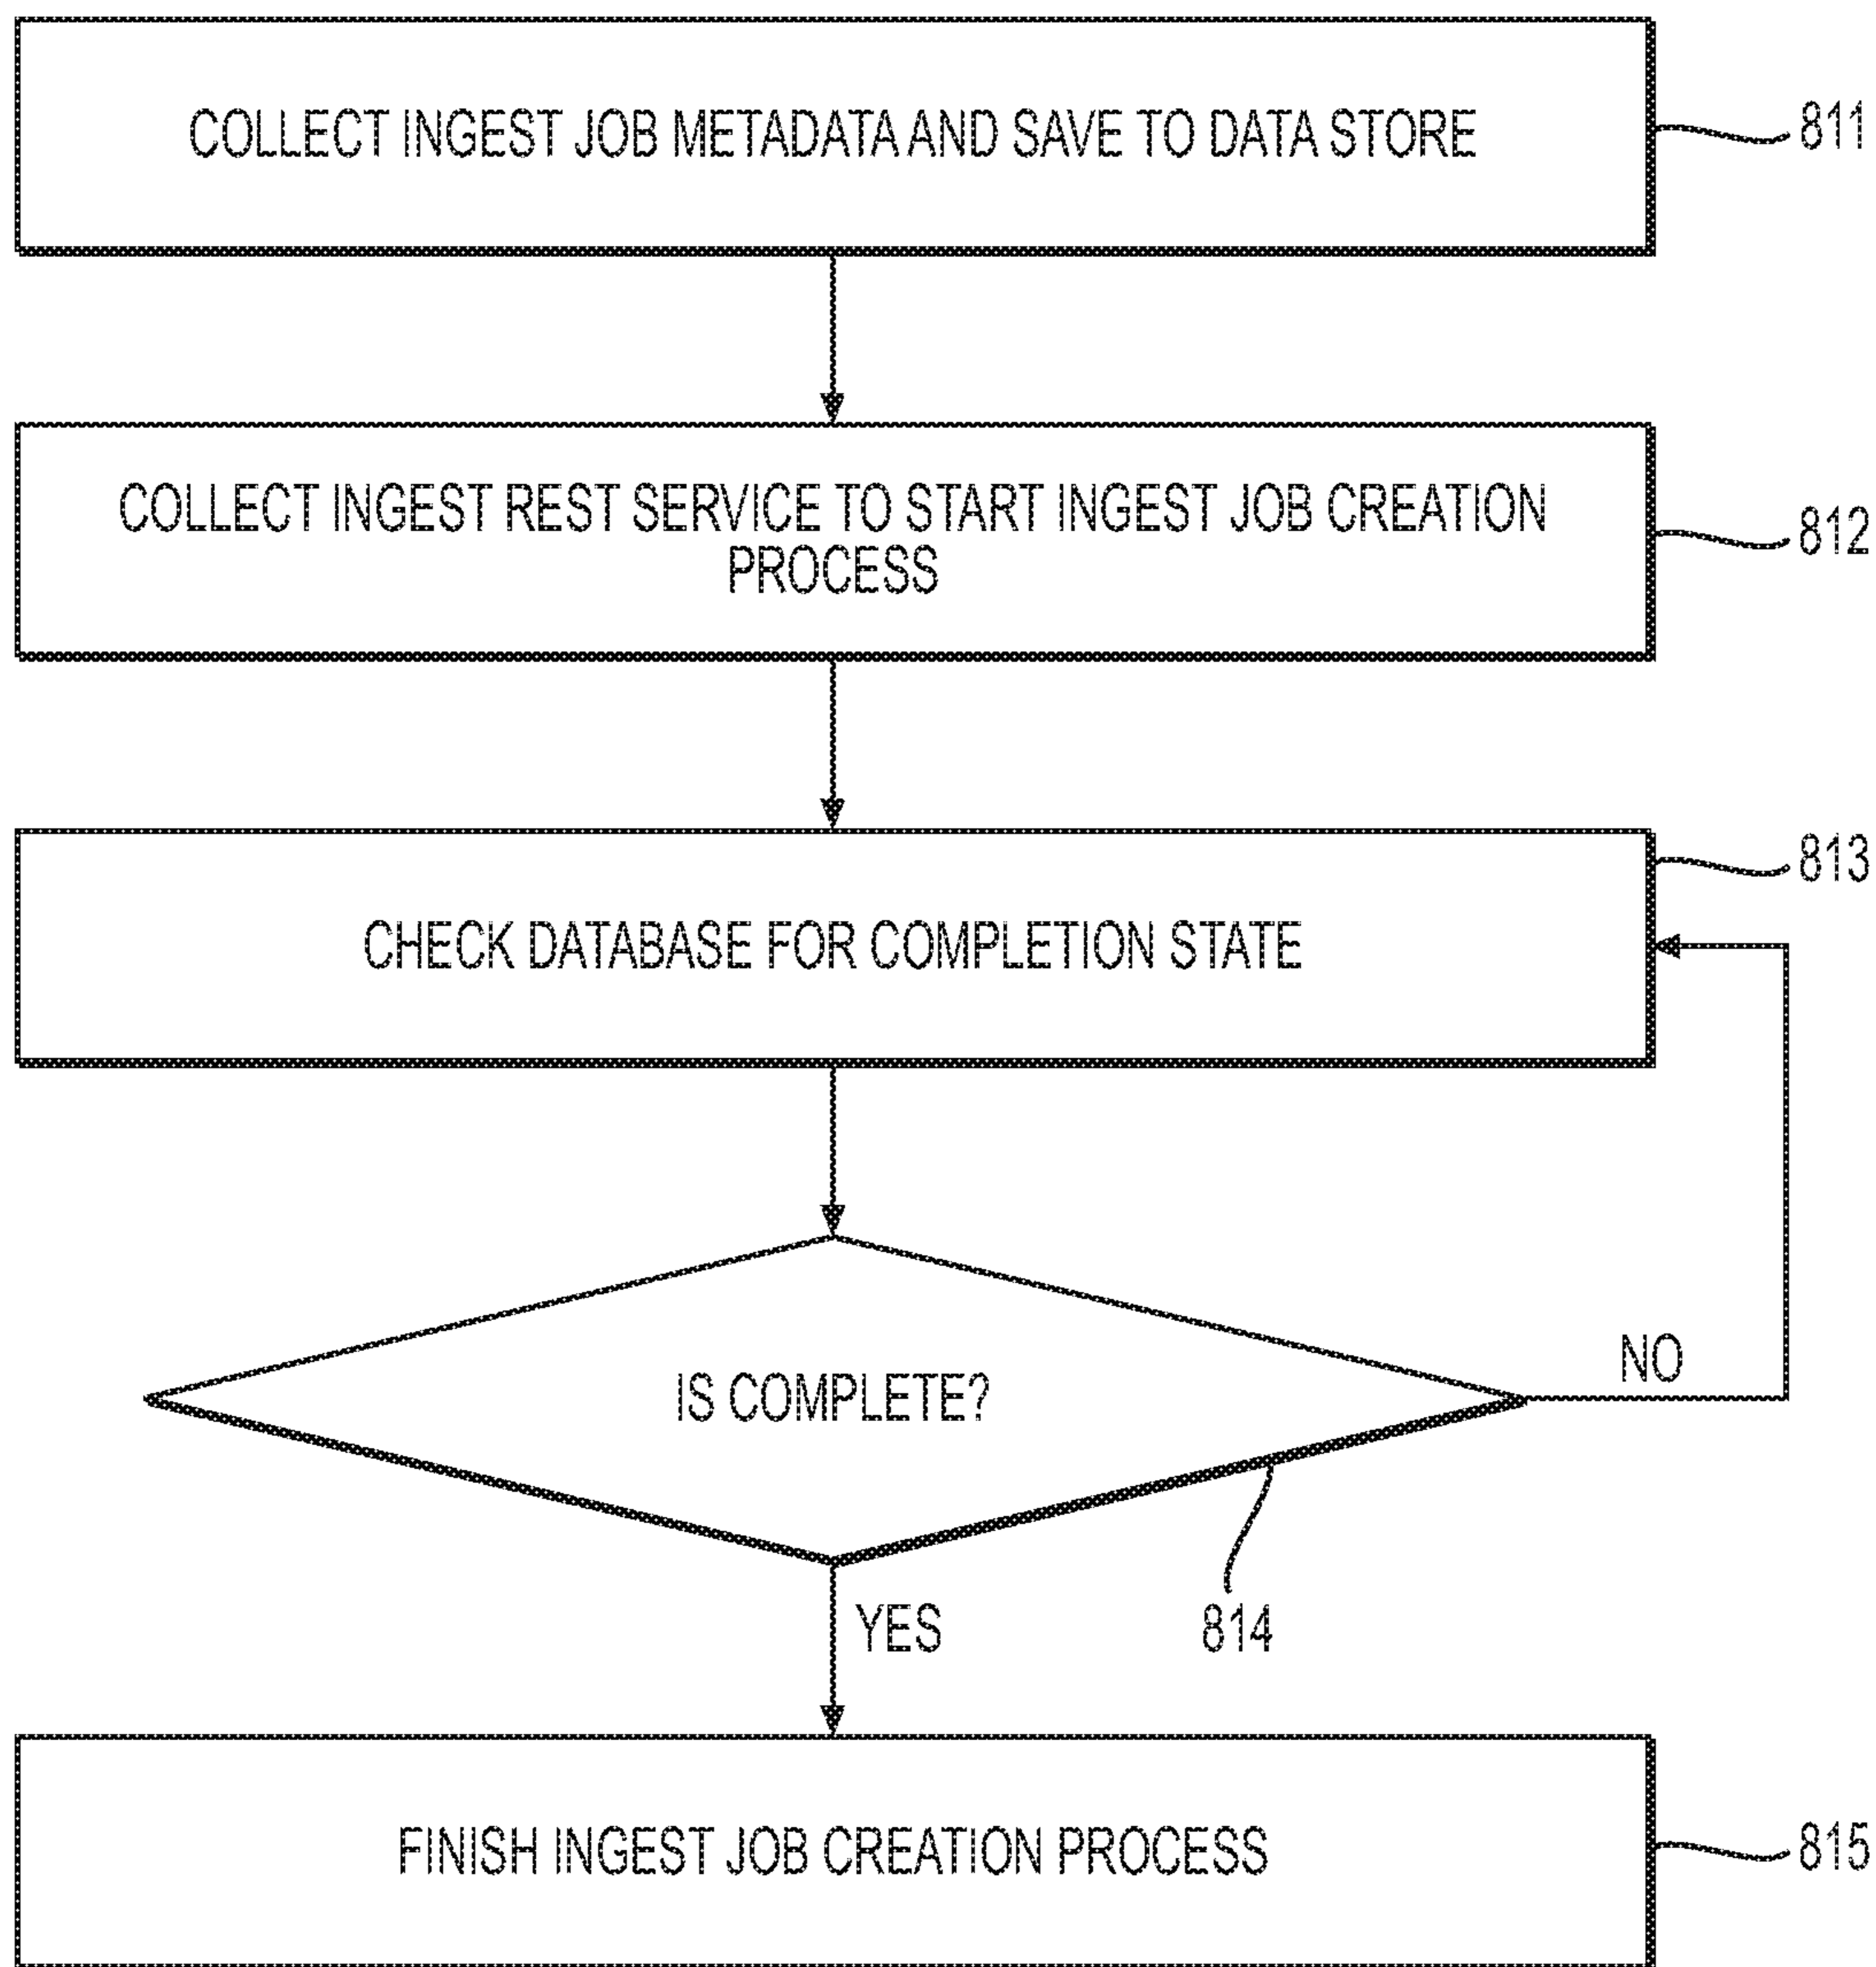 COLLECT INGEST JOB METADATA AND SAVE TO DATA STORE
811
COLLECT INGEST REST SERVICE TO START INGEST JOB CREATION
PROCESS
812
813
CHECK DATABASE FOR COMPLETION STATE
NO
IS COMPLETE?
YES
814
FINISH INGEST JOB CREATION PROCESS
815